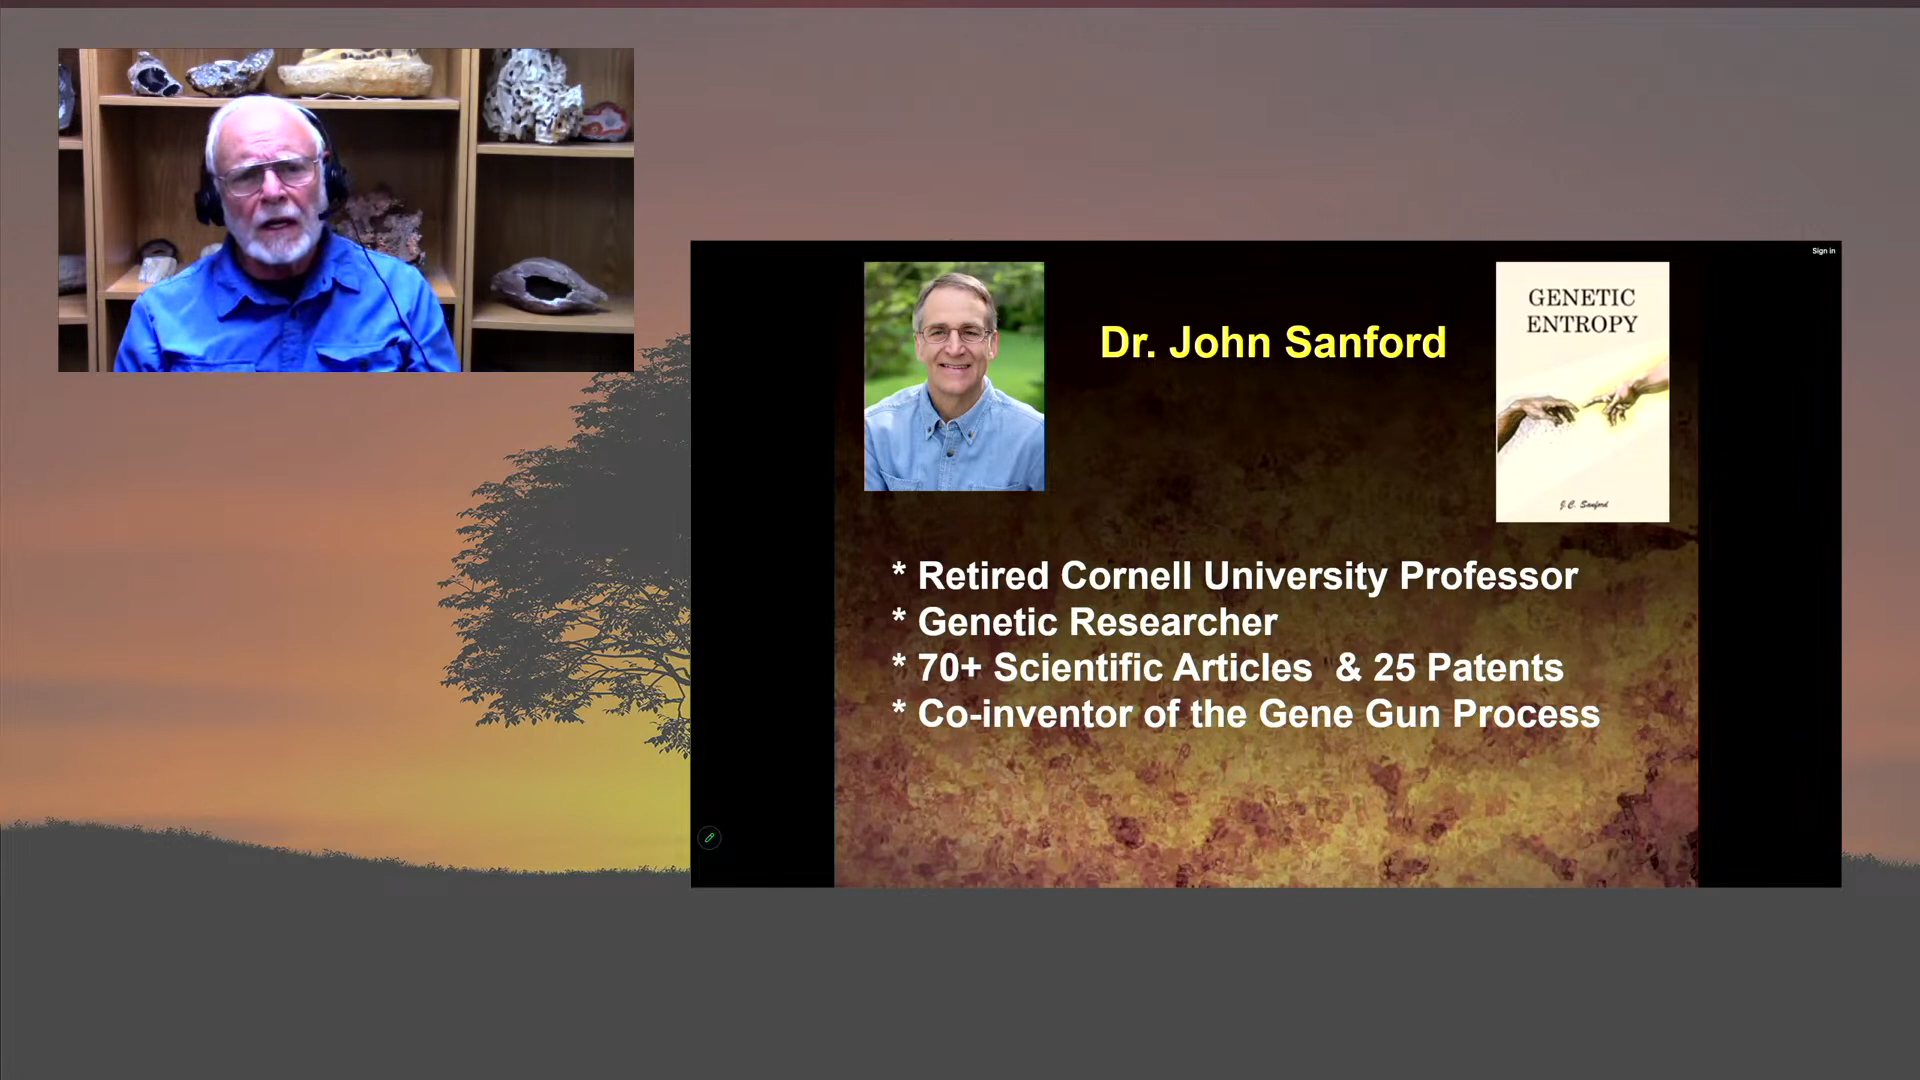 Sign in
Dr. John Sanford
GENETIC
ENTROPY
J.C. Sanford
* Retired Cornell University Professor
* Genetic Researcher
* 70+ Scientific Articles & 25 Patents
* Co-inventor of the Gene Gun Process